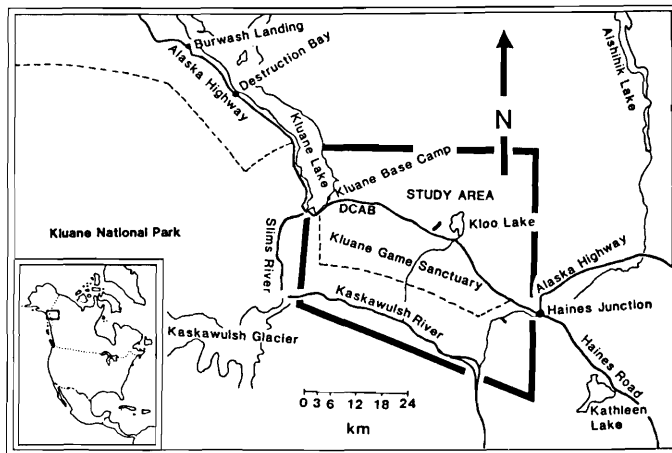 Burwash Landing
Destruction Bay
Alaska Highway
Aishihik Lake
N
Kluane Lake
Kluane Base Camp
STUDY AREA
DCAB
Kloo Lake
Kluane National Park
Slims River
Kluane Game Sanctuary
Alaska Highway
Haines Junction
Kaskawulsh River
Kaskawulsh Glacier
Haines Road
0 3 6 12 18 24
km
Kathleen
Lake